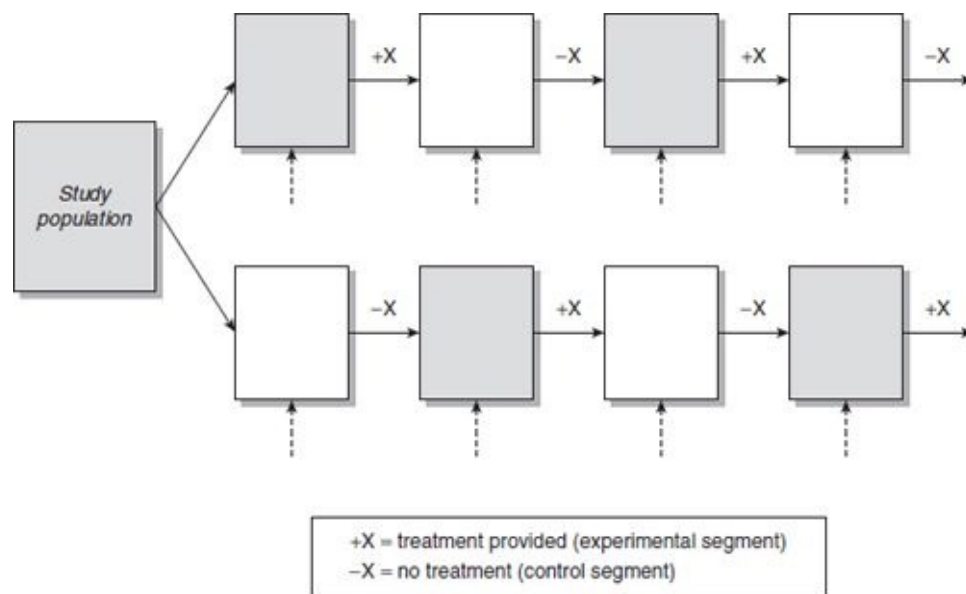 +X
−X
+X
−X
Study
population
−X
+X
−X
+X
+X = treatment provided (experimental segment)
−X = no treatment (control segment)